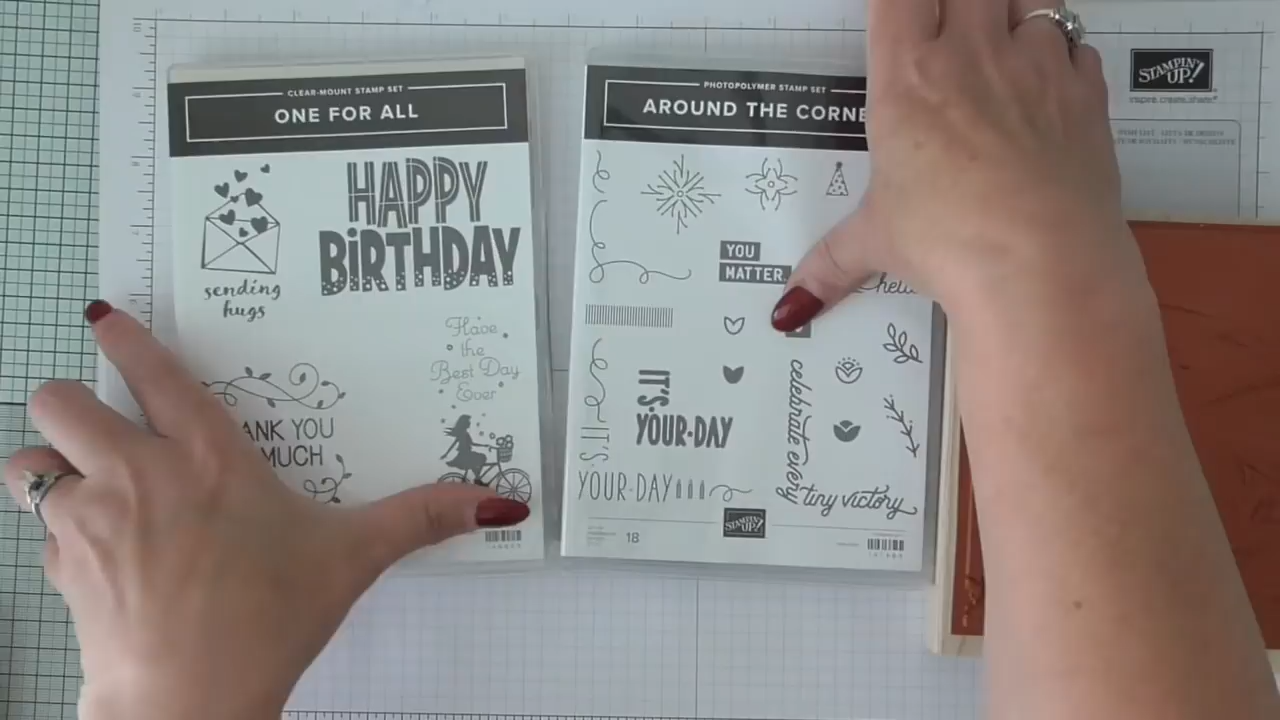 CLEAR-MOUNT STAMP SET
ONE FOR ALL
HAPPY
BiRTHDAY
sending
hugs
Have
the
Best Day
Ever
YOU
MUCH
PHOTOPOLYMER STAMP SET
AROUND THE CORNE
YOU
MATTER.
hello
IT'S
YOUR·DAY
celebrate every
tiny victory
IT'S
YOUR·DAY
STAMPIN' UP!
18
STAMPIN' UP!
inspire.create.share.